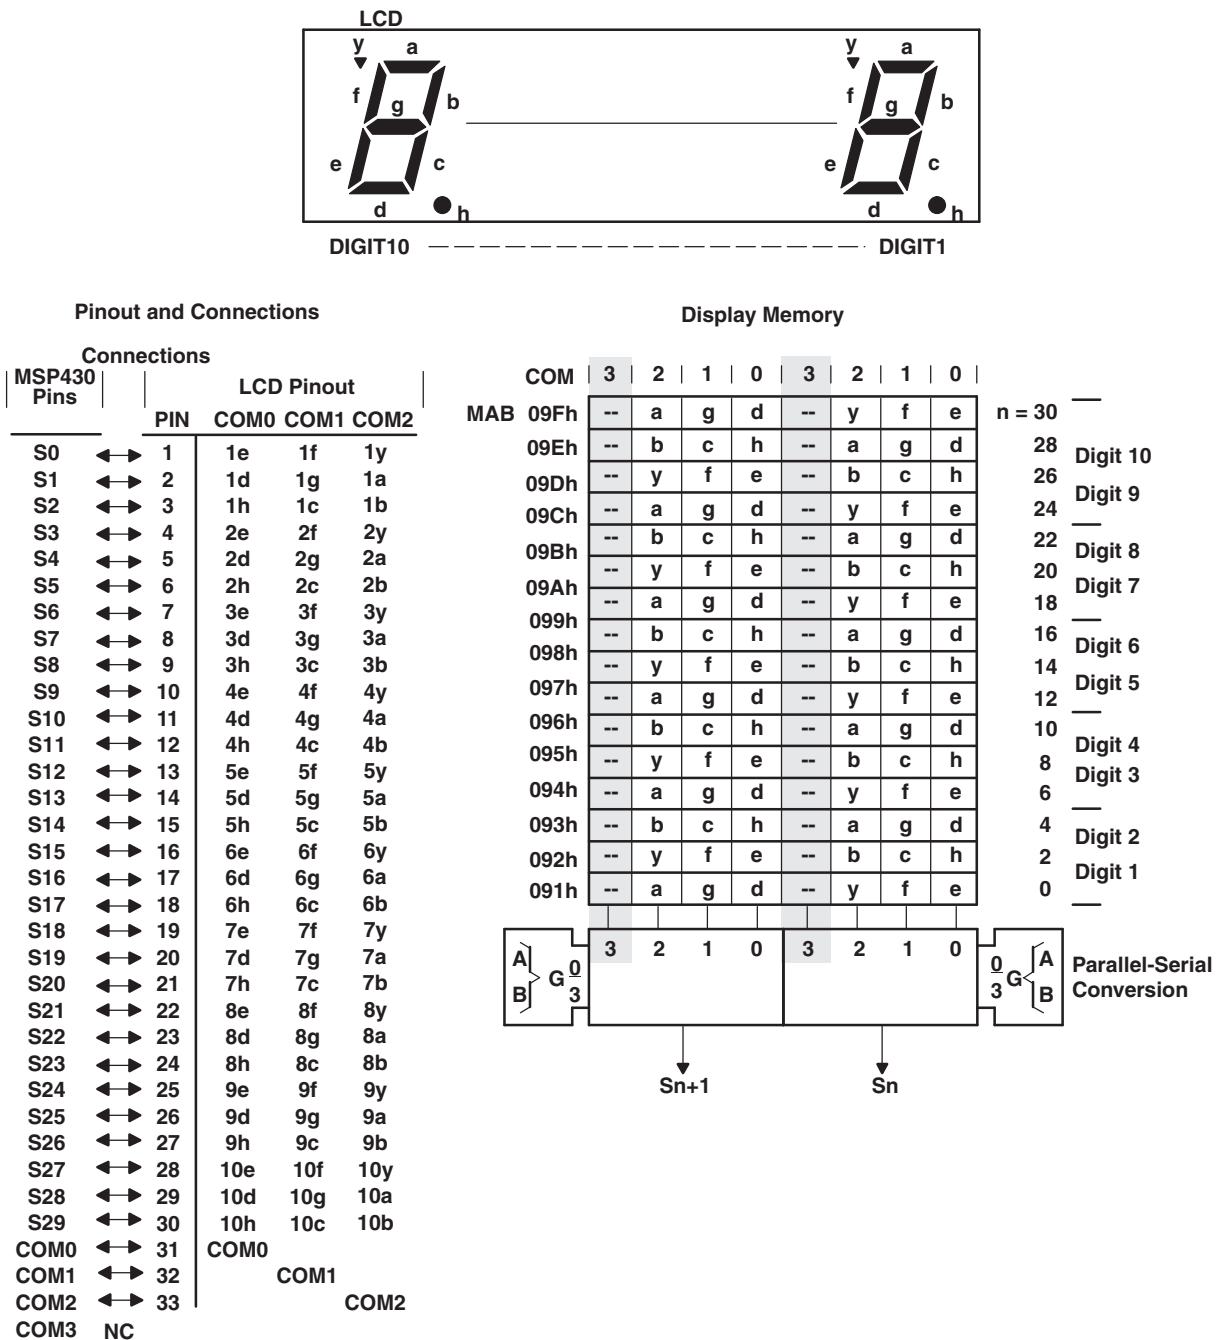 LCD
y a y a
f g b f g b
e c e c
d h d h
DIGIT10 DIGIT1
Pinout and Connections
Display Memory
Connections
MSP430 Pins LCD Pinout
PIN COM0 COM1 COM2
S0 1 1e 1f 1y
S1 2 1d 1g 1a
S2 3 1h 1c 1b
S3 4 2e 2f 2y
S4 5 2d 2g 2a
S5 6 2h 2c 2b
S6 7 3e 3f 3y
S7 8 3d 3g 3a
S8 9 3h 3c 3b
S9 10 4e 4f 4y
S10 11 4d 4g 4a
S11 12 4h 4c 4b
S12 13 5e 5f 5y
S13 14 5d 5g 5a
S14 15 5h 5c 5b
S15 16 6e 6f 6y
S16 17 6d 6g 6a
S17 18 6h 6c 6b
S18 19 7e 7f 7y
S19 20 7d 7g 7a
S20 21 7h 7c 7b
S21 22 8e 8f 8y
S22 23 8d 8g 8a
S23 24 8h 8c 8b
S24 25 9e 9f 9y
S25 26 9d 9g 9a
S26 27 9h 9c 9b
S27 28 10e 10f 10y
S28 29 10d 10g 10a
S29 30 10h 10c 10b
COM0 31 COM0
COM1 32 COM1
COM2 33 COM2
COM3 NC
COM 3 2 1 0 3 2 1 0
MAB 09Fh -- a g d -- y f e n = 30
09Eh -- b c h -- a g d 28
Digit 10
09Dh -- y f e -- b c h 26
Digit 9
09Ch -- a g d -- y f e 24
09Bh -- b c h -- a g d 22
Digit 8
09Ah -- y f e -- b c h 20
Digit 7
099h -- a g d -- y f e 18
098h -- b c h -- a g d 16
Digit 6
097h -- y f e -- b c h 14
Digit 5
096h -- a g d -- y f e 12
095h -- b c h -- a g d 10
Digit 4
094h -- y f e -- b c h 8
Digit 3
-- a g d -- y f e 6
093h -- b c h -- a g d 4
Digit 2
092h -- y f e -- b c h 2
Digit 1
091h -- a g d -- y f e 0
3 2 1 0 3 2 1 0
A B G 0 3
0 3 G A B
Parallel-Serial
Conversion
Sn+1 Sn